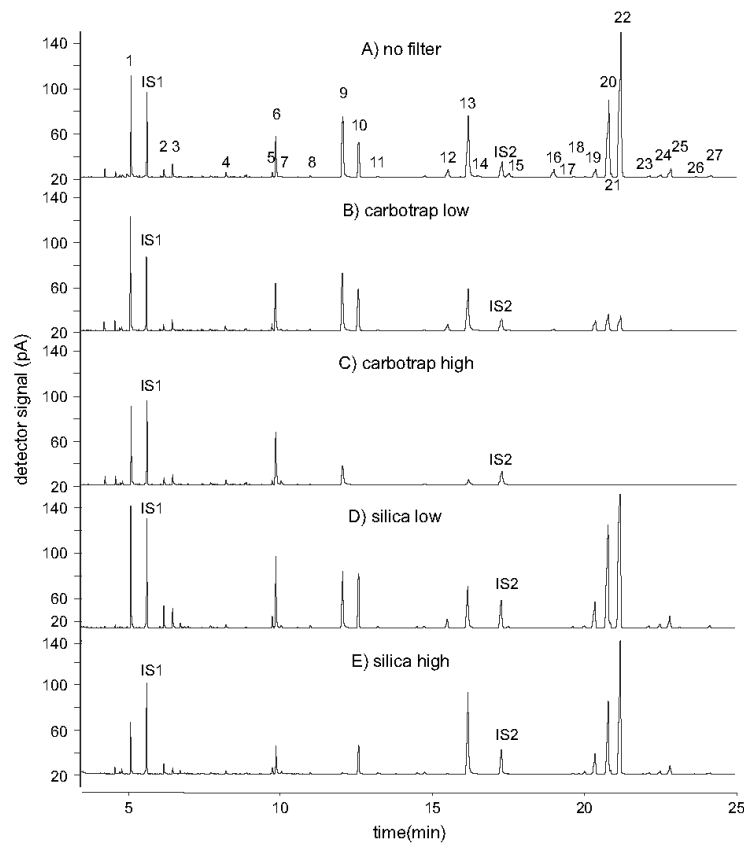 22
140
A) no filter
1
IS1
100
20
9
13
6
10
60
18
IS2
2 3
4
5 7 8 11
12 14 15 16 17 19 23 24 25 26 27
20
21
140
B) carbotrap low
IS1
100
60
IS2
20
140
C) carbotrap high
IS1
100
60
IS2
20
140
IS1
D) silica low
100
60
IS2
20
140
E) silica high
IS1
100
60
IS2
20
detector signal (pA)
5 10 15 20 25
time(min)